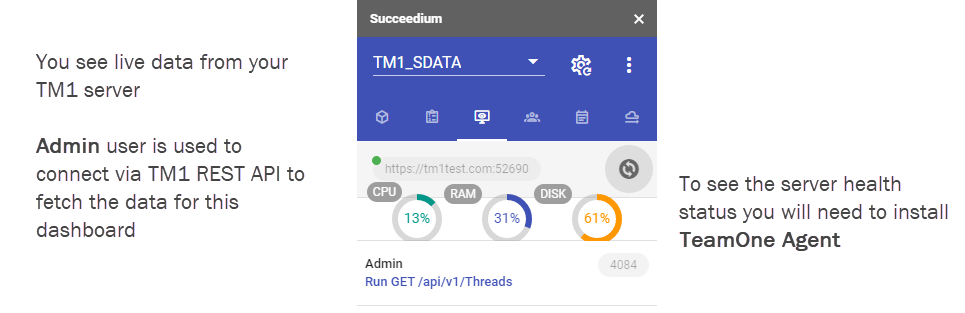 You see live data from your
TM1 server
Admin user is used to
connect via TM1 REST API to
fetch the data for this
dashboard
Succeedium
TM1_SDATA
https://tm1test.com:52690
CPU
RAM
DISK
13%
31%
61%
Admin
4084
Run GET /api/v1/Threads
To see the server health
status you will need to install
TeamOne Agent